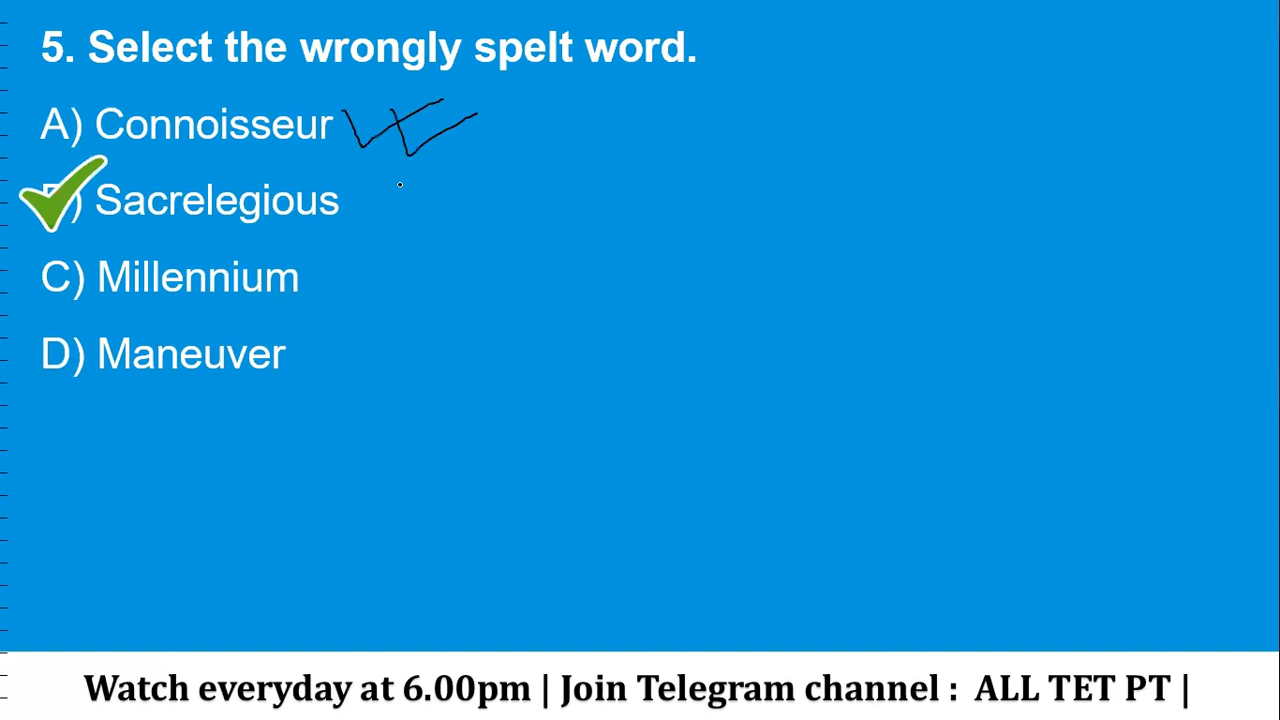 5. Select the wrongly spelt word.
A) Connoisseur
) Sacrelegious
C) Millennium
D) Maneuver
Watch everyday at 6.00pm | Join Telegram channel : ALL TET PT |